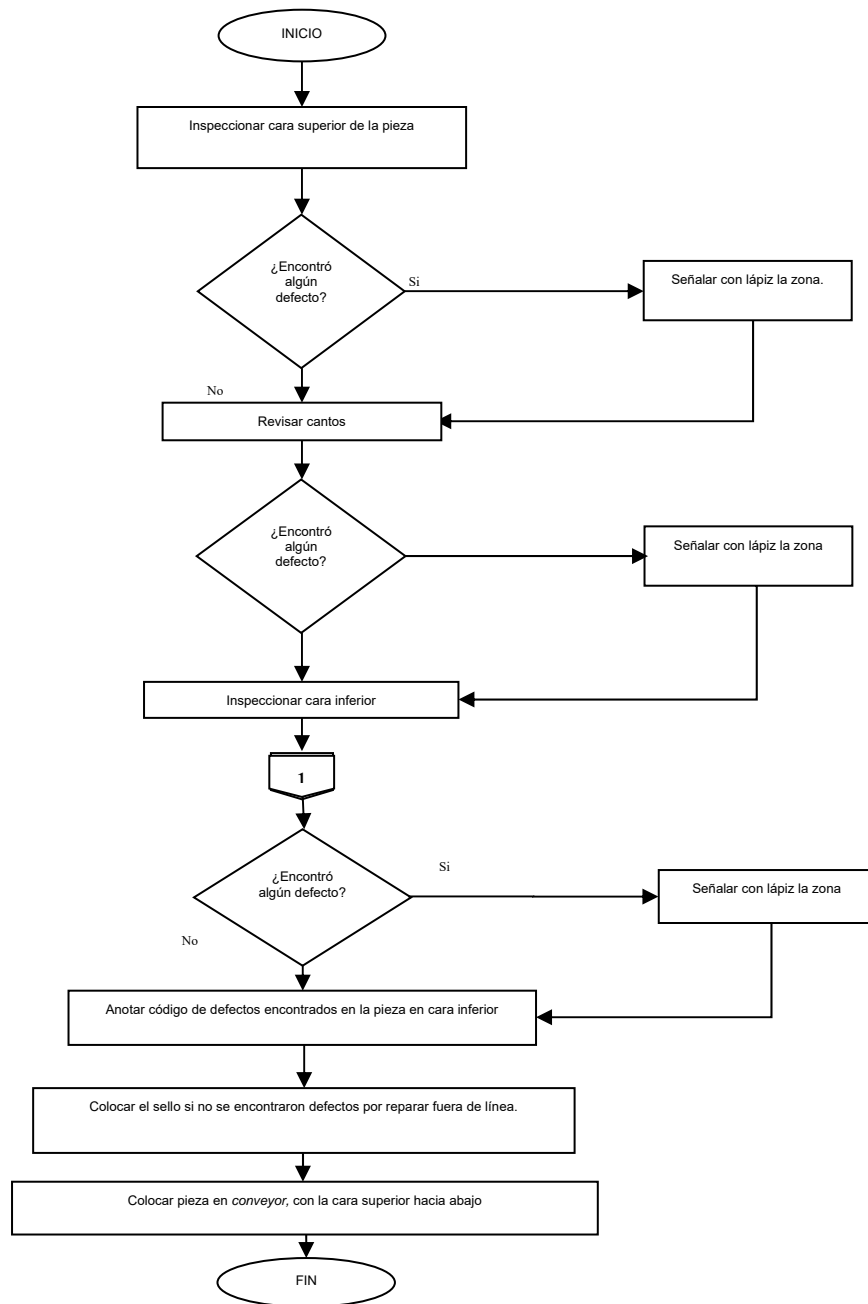 INICIO
Inspeccionar cara superior de la pieza
¿Encontró
algún
defecto?
Si
Señalar con lápiz la zona.
No
Revisar cantos
¿Encontró
algún
defecto?
Señalar con lápiz la zona
Inspeccionar cara inferior
1
¿Encontró
algún defecto?
Si
Señalar con lápiz la zona
No
Anotar código de defectos encontrados en la pieza en cara inferior
Colocar el sello si no se encontraron defectos por reparar fuera de línea.
Colocar pieza en conveyor, con la cara superior hacia abajo
FIN